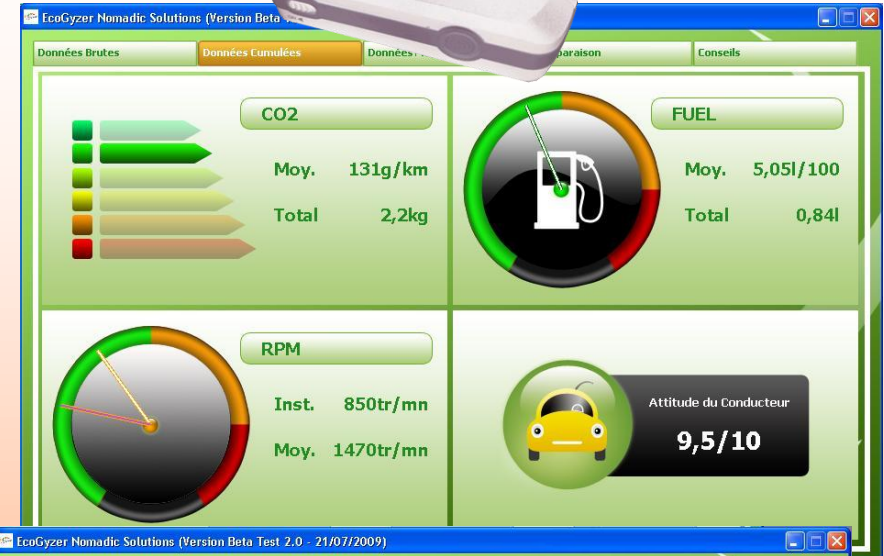 EcoGyzer Nomadic Solutions (Version Beta
Données Brutes
Données Cumulées
Données
Conseils
CO2
Moy. 131g/km
Total 2,2kg
FUEL
Moy. 5,05l/100
Total 0,84l
RPM
Inst. 850tr/mn
Moy. 1470tr/mn
Attitude du Conducteur
9,5/10
EcoGyzer Nomadic Solutions (Version Beta Test 2.0 - 21/07/2009)